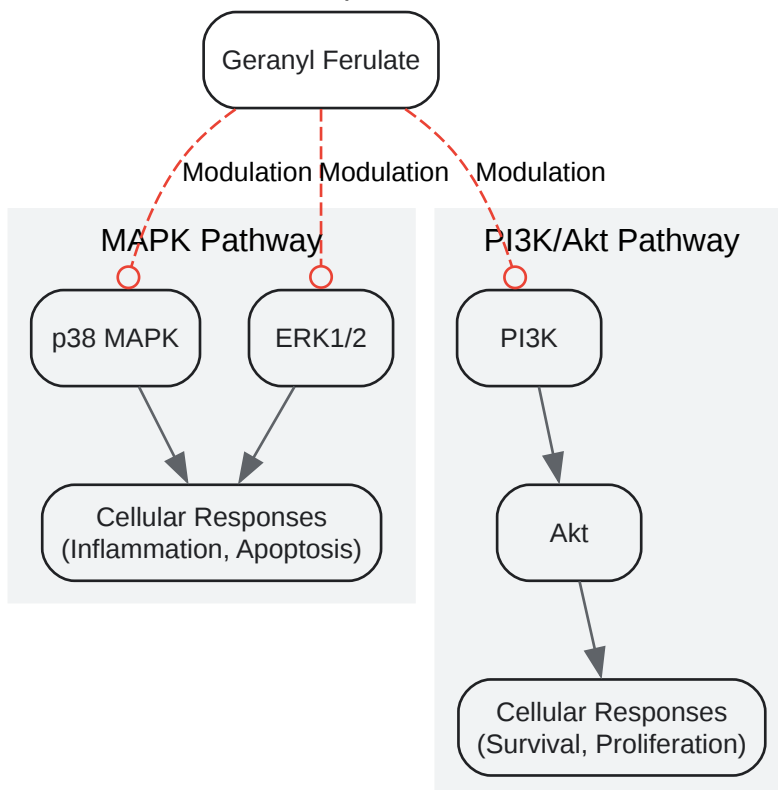 Geranyl Ferulate
Modulation Modulation Modulation
MAPK Pathway
PI3K/Akt Pathway
p38 MAPK
ERK1/2
PI3K
Cellular Responses
(Inflammation, Apoptosis)
Akt
Cellular Responses
(Survival, Proliferation)